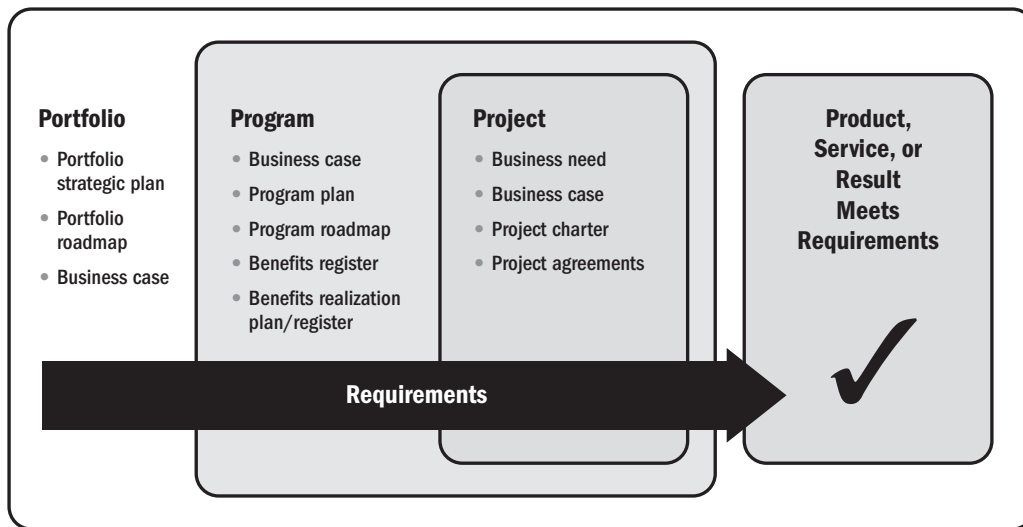 Portfolio
• Portfolio
strategic plan
• Portfolio
roadmap
• Business case
Program
• Business case
• Program plan
• Program roadmap
• Benefits register
• Benefits realization
plan/register
Project
• Business need
• Business case
• Project charter
• Project agreements
Product,
Service, or
Result
Meets
Requirements
Requirements